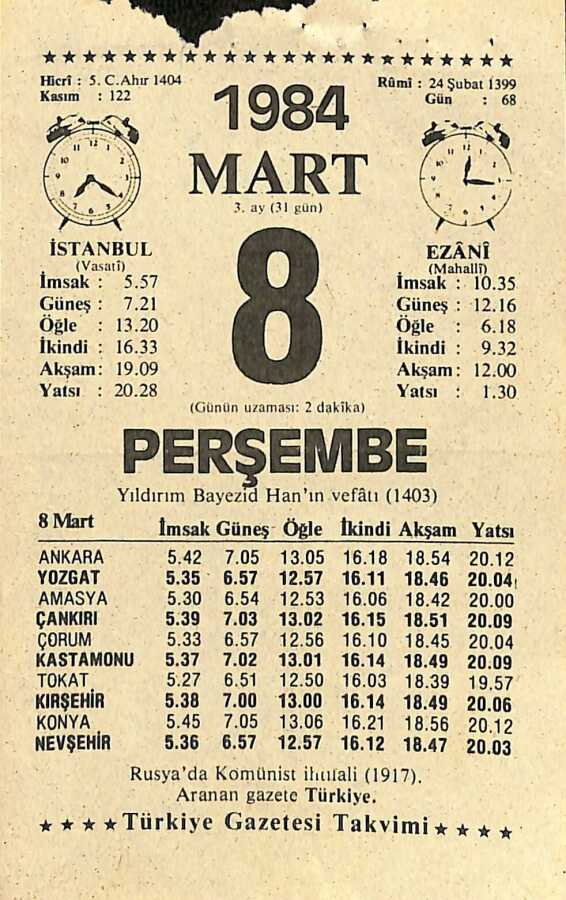 ★★★★★★★★★★★★★★★★★★★★★★★
Hicrî : 5. C.Ahır 1404
Kasım : 122
Rûmî : 24 Şubat 1399
Gün : 68
1984
MART
3. ay (31 gün)
8
İSTANBUL
(Vasatî)
İmsak : 5.57
Güneş : 7.21
Öğle : 13.20
İkindi : 16.33
Akşam: 19.09
Yatsı : 20.28
EZÂNÎ
(Mahallî)
İmsak : 10.35
Güneş : 12.16
Öğle : 6.18
İkindi : 9.32
Akşam: 12.00
Yatsı : 1.30
(Günün uzaması: 2 dakîka)
PERŞEMBE
Yıldırım Bayezid Han'ın vefâtı (1403)
8 Mart İmsak Güneş Öğle İkindi Akşam Yatsı
ANKARA 5.42 7.05 13.05 16.18 18.54 20.12
YOZGAT 5.35 6.57 12.57 16.11 18.46 20.04
AMASYA 5.30 6.54 12.53 16.06 18.42 20.00
ÇANKIRI 5.39 7.03 13.02 16.15 18.51 20.09
ÇORUM 5.33 6.57 12.56 16.10 18.45 20.04
KASTAMONU 5.37 7.02 13.01 16.14 18.49 20.09
TOKAT 5.27 6.51 12.50 16.03 18.39 19.57
KIRŞEHİR 5.38 7.00 13.00 16.14 18.49 20.06
KONYA 5.45 7.05 13.06 16.21 18.56 20.12
NEVŞEHİR 5.36 6.57 12.57 16.12 18.47 20.03
Rusya'da Komünist ihtilali (1917).
Aranan gazete Türkiye.
★★★★Türkiye Gazetesi Takvimi★★★★